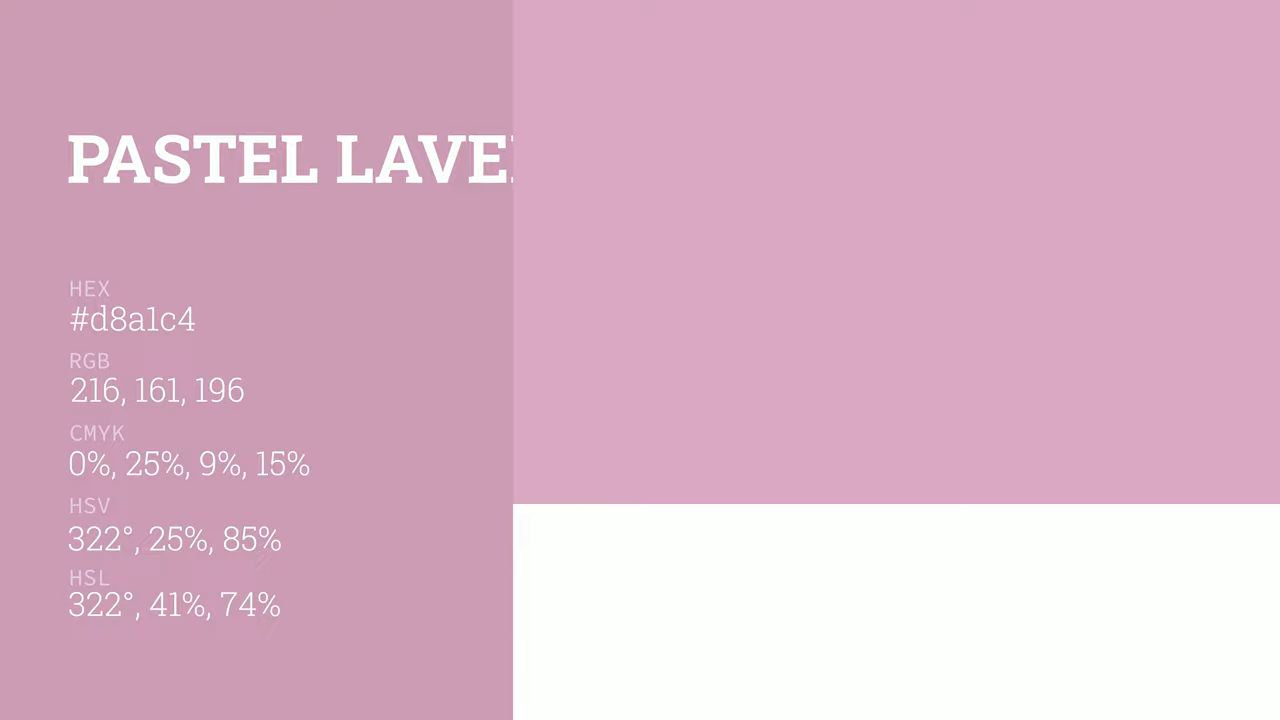 PASTEL LAVE
HEX
#d8a1c4
RGB
216, 161, 196
CMYK
0%, 25%, 9%, 15%
HSV
322°, 25%, 85%
HSL
322°, 41%, 74%